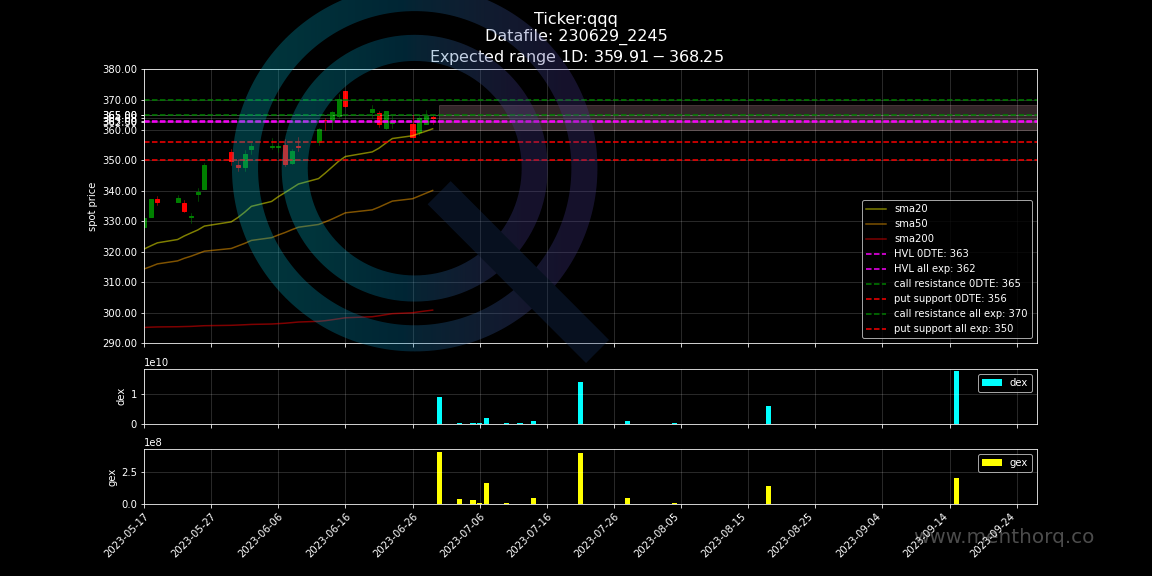 Ticker:qqq
Datafile: 230629_2245
Expected range 1D: 359.91 − 368.25
380.00
370.00
365.00
360.00
350.00
340.00
330.00
320.00
310.00
300.00
290.00
spot price
sma20
sma50
sma200
HVL 0DTE: 363
HVL all exp: 362
call resistance 0DTE: 365
put support 0DTE: 356
call resistance all exp: 370
put support all exp: 350
1e10
1
0
dex
dex
1e8
2.5
0.0
gex
gex
2023-05-17
2023-05-27
2023-06-06
2023-06-16
2023-06-26
2023-07-06
2023-07-16
2023-07-26
2023-08-05
2023-08-15
2023-08-25
2023-09-04
2023-09-14
2023-09-24
www.menthorq.co